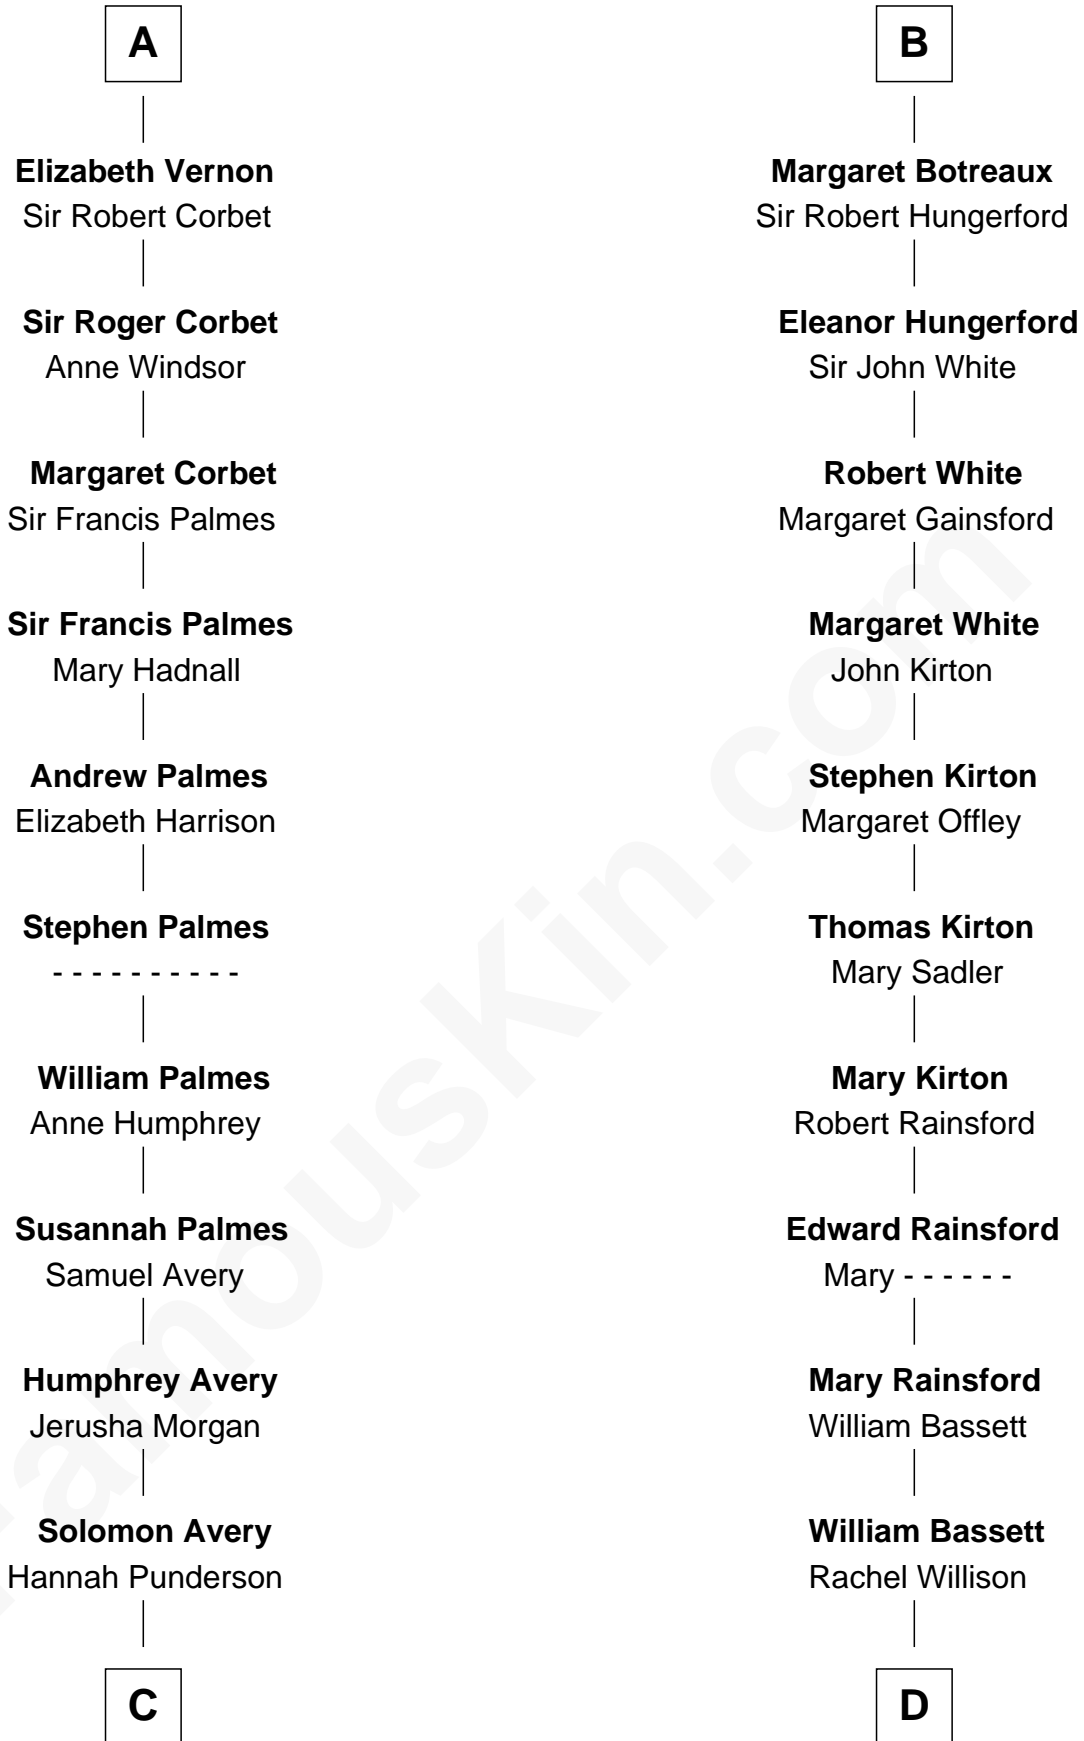 A
Elizabeth Vernon
Sir Robert Corbet
Sir Roger Corbet
Anne Windsor
Margaret Corbet
Sir Francis Palmes
Sir Francis Palmes
Mary Hadnall
Andrew Palmes
Elizabeth Harrison
Stephen Palmes
- - - - - - - - - -
William Palmes
Anne Humphrey
Susannah Palmes
Samuel Avery
Humphrey Avery
Jerusha Morgan
Solomon Avery
Hannah Punderson
C
B
Margaret Botreaux
Sir Robert Hungerford
Eleanor Hungerford
Sir John White
Robert White
Margaret Gainsford
Margaret White
John Kirton
Stephen Kirton
Margaret Offley
Thomas Kirton
Mary Sadler
Mary Kirton
Robert Rainsford
Edward Rainsford
Mary - - - - - -
Mary Rainsford
William Bassett
William Bassett
Rachel Willison
D
FamousKin.com